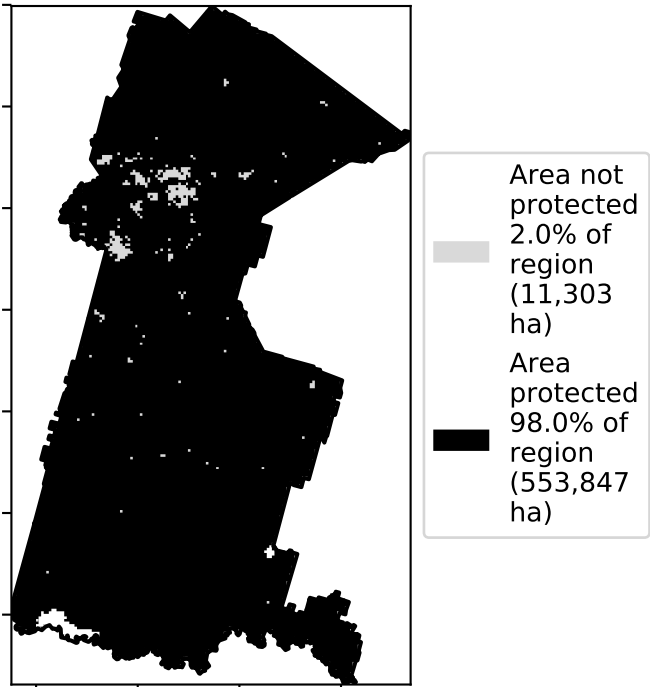 Area not
protected
2.0% of
region
(11,303
ha)
Area
protected
98.0% of
region
(553,847
ha)